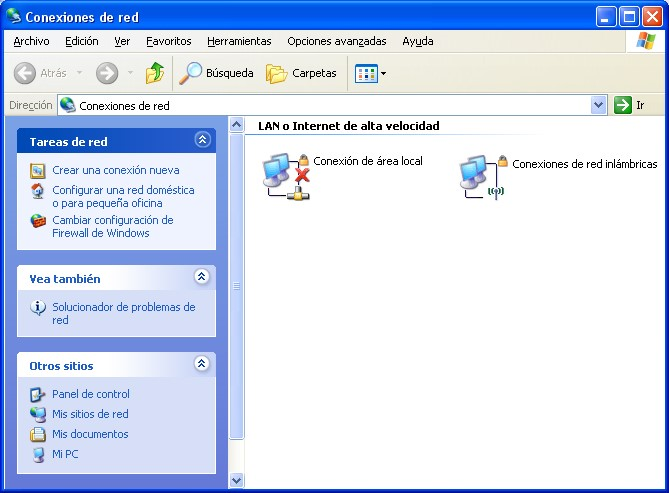 Conexiones de red
Archivo Edición Ver Favoritos Herramientas Opciones avanzadas Ayuda
Atrás Búsqueda Carpetas
Dirección Conexiones de red Ir
Tareas de red
Crear una conexión nueva
Configurar una red doméstica
o para pequeña oficina
Cambiar configuración de
Firewall de Windows
Vea también
Solucionador de problemas de
red
Otros sitios
Panel de control
Mis sitios de red
Mis documentos
Mi PC
LAN o Internet de alta velocidad
Conexión de área local
Conexiones de red inlámbricas